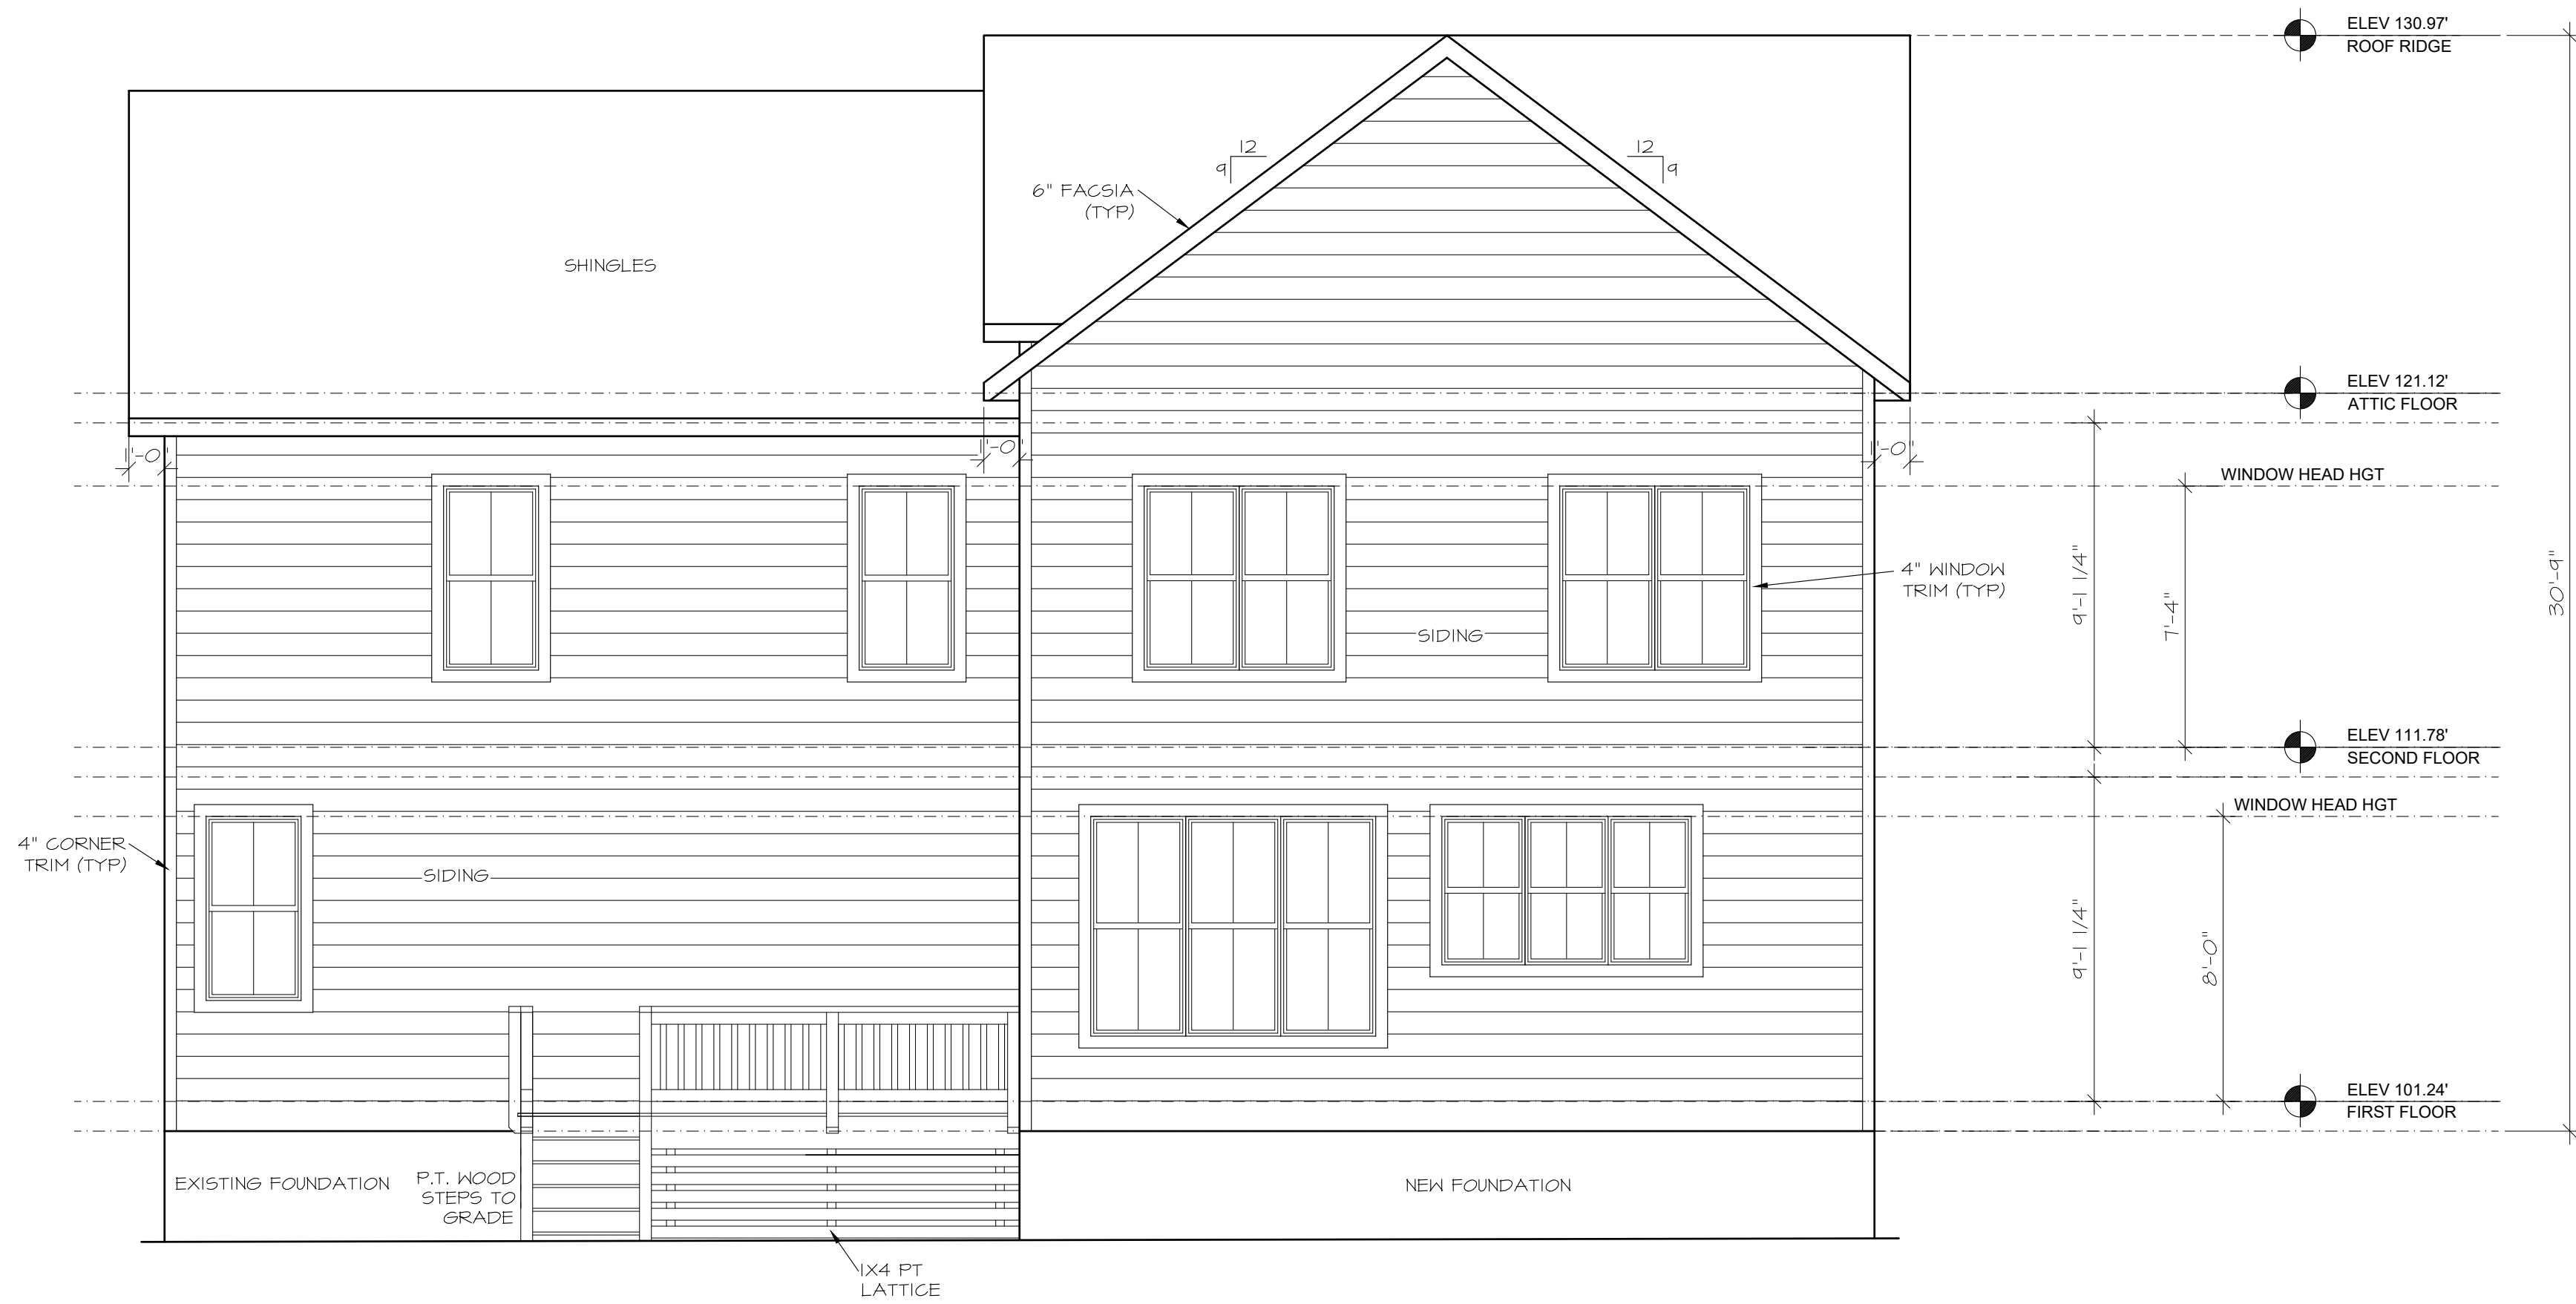 ELEV 130.97'
ROOF RIDGE
12
9
12
9
6" FACSIA
(TYP)
SHINGLES
ELEV 121.12'
ATTIC FLOOR
1'-0"
1'-0"
1'-0"
WINDOW HEAD HGT
9'-1 1/4"
7'-4"
30'-9"
4" WINDOW
TRIM (TYP)
SIDING
ELEV 111.78'
SECOND FLOOR
WINDOW HEAD HGT
4" CORNER
TRIM (TYP)
SIDING
9'-1 1/4"
8'-0"
ELEV 101.24'
FIRST FLOOR
EXISTING FOUNDATION
P.T. WOOD
STEPS TO
GRADE
NEW FOUNDATION
1X4 PT
LATTICE